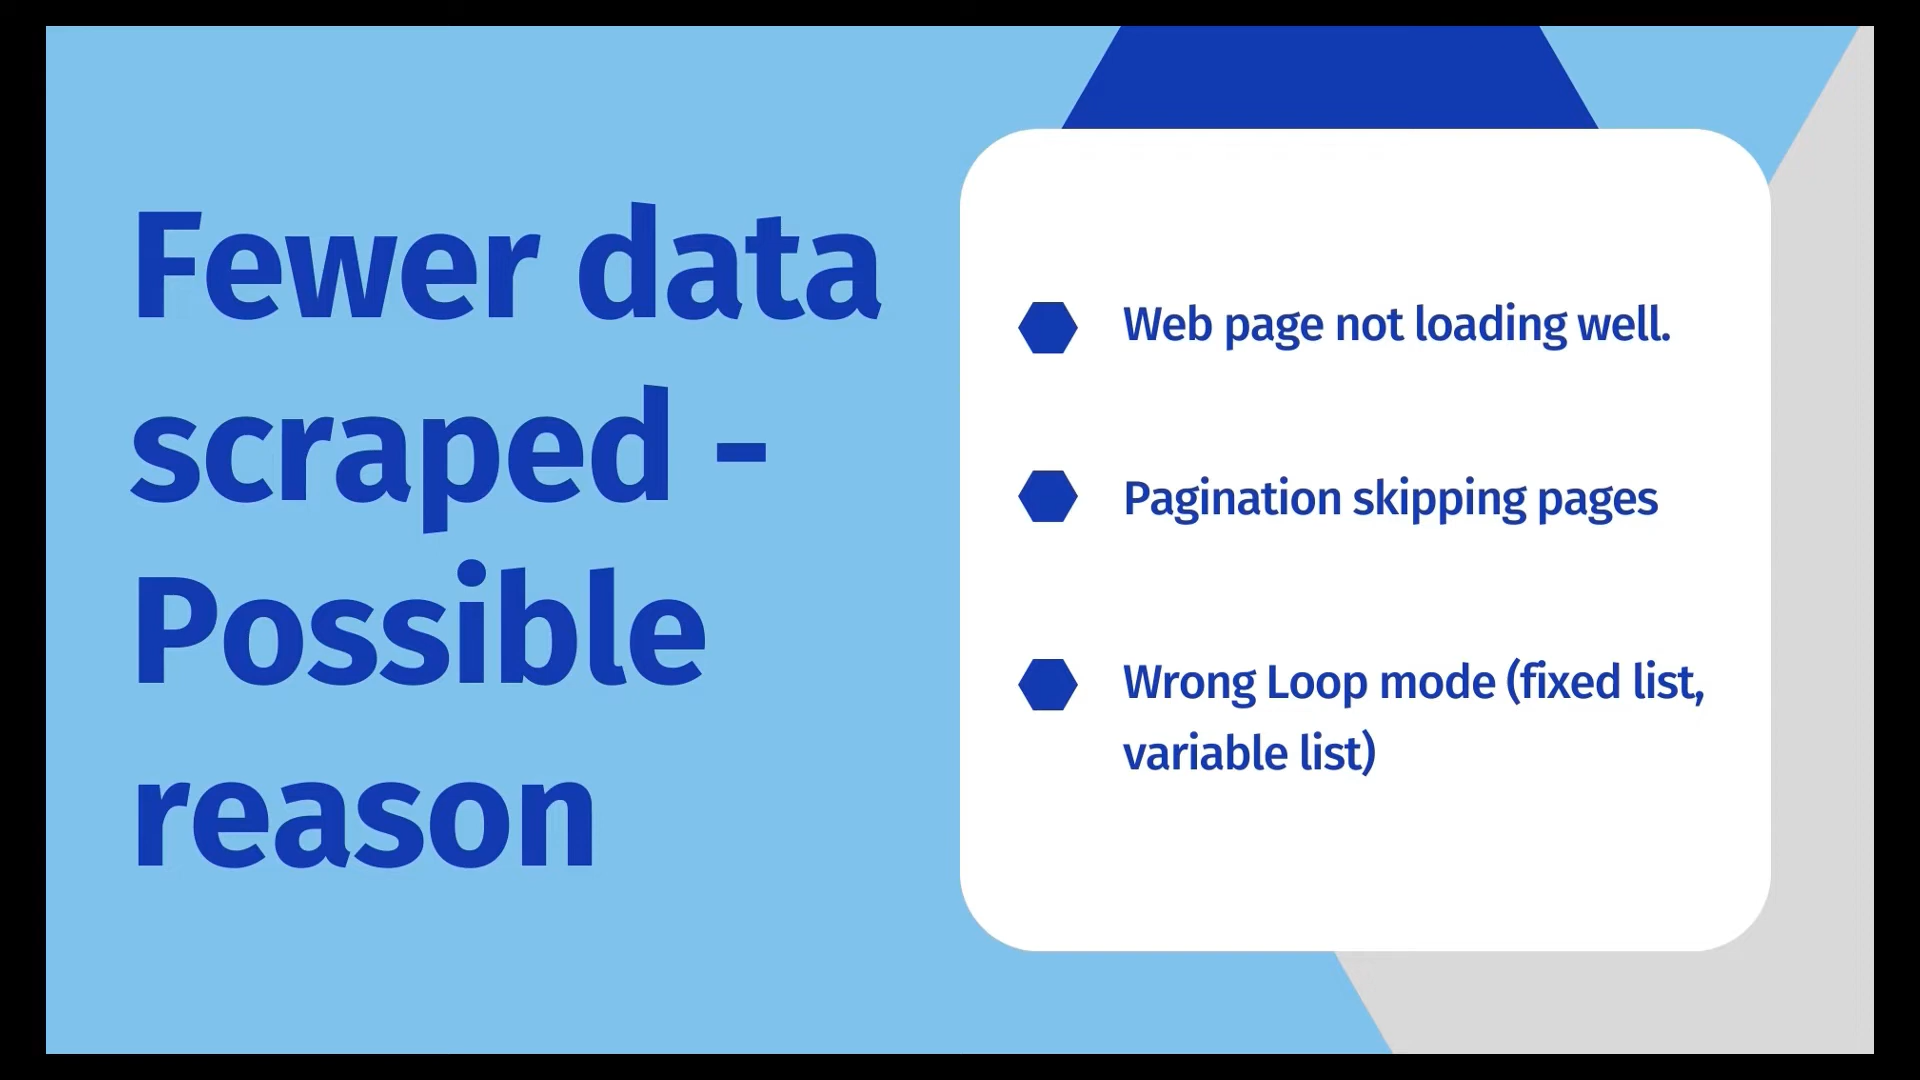 Fewer data
scraped -
Possible
reason
Web page not loading well.
Pagination skipping pages
Wrong Loop mode (fixed list,
variable list)